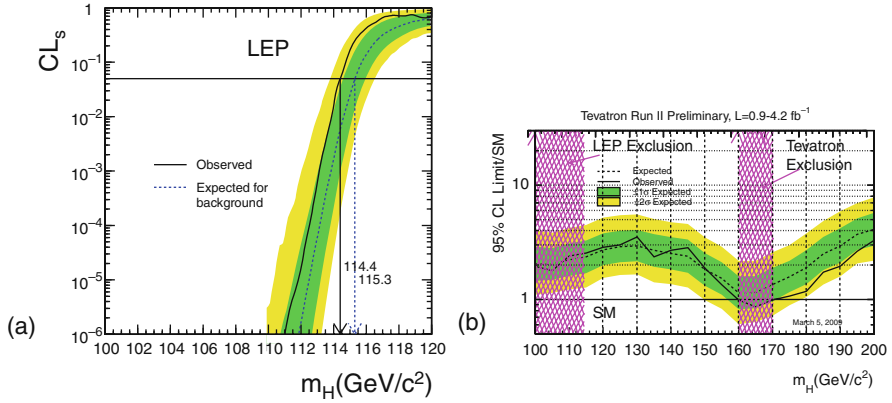 CLs
1
10⁻¹
10⁻²
10⁻³
10⁻⁴
10⁻⁵
10⁻⁶
LEP
Observed
Expected for
background
114.4
115.3
100 102 104 106 108 110 112 114 116 118 120
mH(GeV/c²)
(a)
Tevatron Run II Preliminary, L=0.9-4.2 fb⁻¹
95% CL Limit/SM
10
1
LEP Exclusion
Tevatron
Exclusion
Expected
Observed
±1σ Expected
±2σ Expected
SM
March 5, 2009
100 110 120 130 140 150 160 170 180 190 200
mH(GeV/c²)
(b)